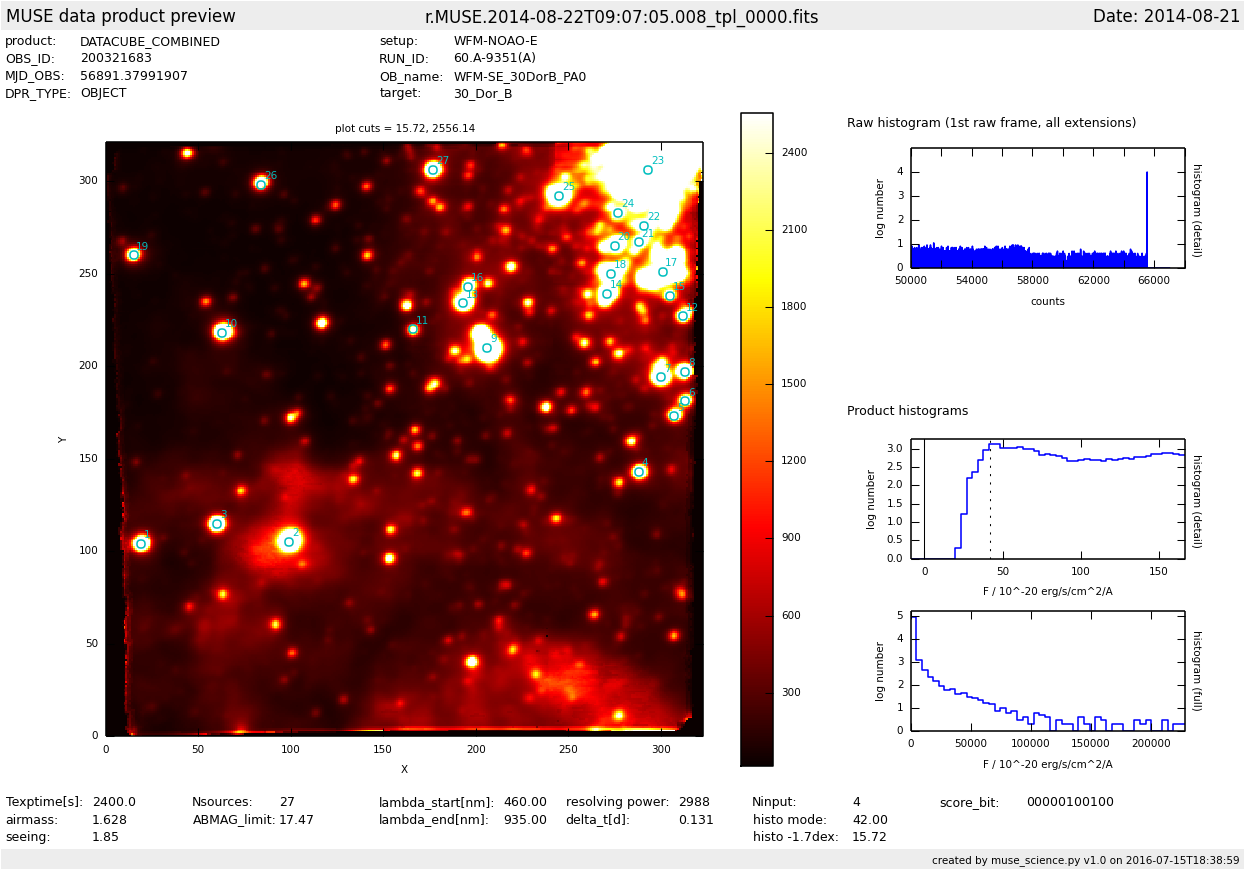 MUSE data product preview r.MUSE.2014-08-22T09:07:05.008_tpl_0000.fits Date: 2014-08-21
product: DATACUBE_COMBINED setup: WFM-NOAO-E
OBS_ID: 200321683 RUN_ID: 60.A-9351(A)
MJD_OBS: 56891.37991907 OB_name: WFM-SE_30DorB_PA0
DPR_TYPE: OBJECT target: 30_Dor_B
plot cuts = 15.72, 2556.14
300
250
200
150
100
50
0
Y
0 50 100 150 200 250 300
X
27
23
26
25
24
22
21
20
19
18
17
16
15
14
13
12
11
10
9
8
7
6
4
3
2
1
2400
2100
1800
1500
1200
900
600
300
Raw histogram (1st raw frame, all extensions)
log number
4
3
2
1
0
50000 54000 58000 62000 66000
counts
histogram (detail)
Product histograms
log number
3.0
2.5
2.0
1.5
1.0
0.5
0.0
0 50 100 150
F / 10^-20 erg/s/cm^2/A
histogram (detail)
log number
5
4
3
2
1
0
0 50000 100000 150000 200000
F / 10^-20 erg/s/cm^2/A
histogram (full)
Texptime[s]: 2400.0 Nsources: 27 lambda_start[nm]: 460.00 resolving power: 2988 Ninput: 4 score_bit: 00000100100
airmass: 1.628 ABMAG_limit: 17.47 lambda_end[nm]: 935.00 delta_t[d]: 0.131 histo mode: 42.00
seeing: 1.85 histo -1.7dex: 15.72
created by muse_science.py v1.0 on 2016-07-15T18:38:59